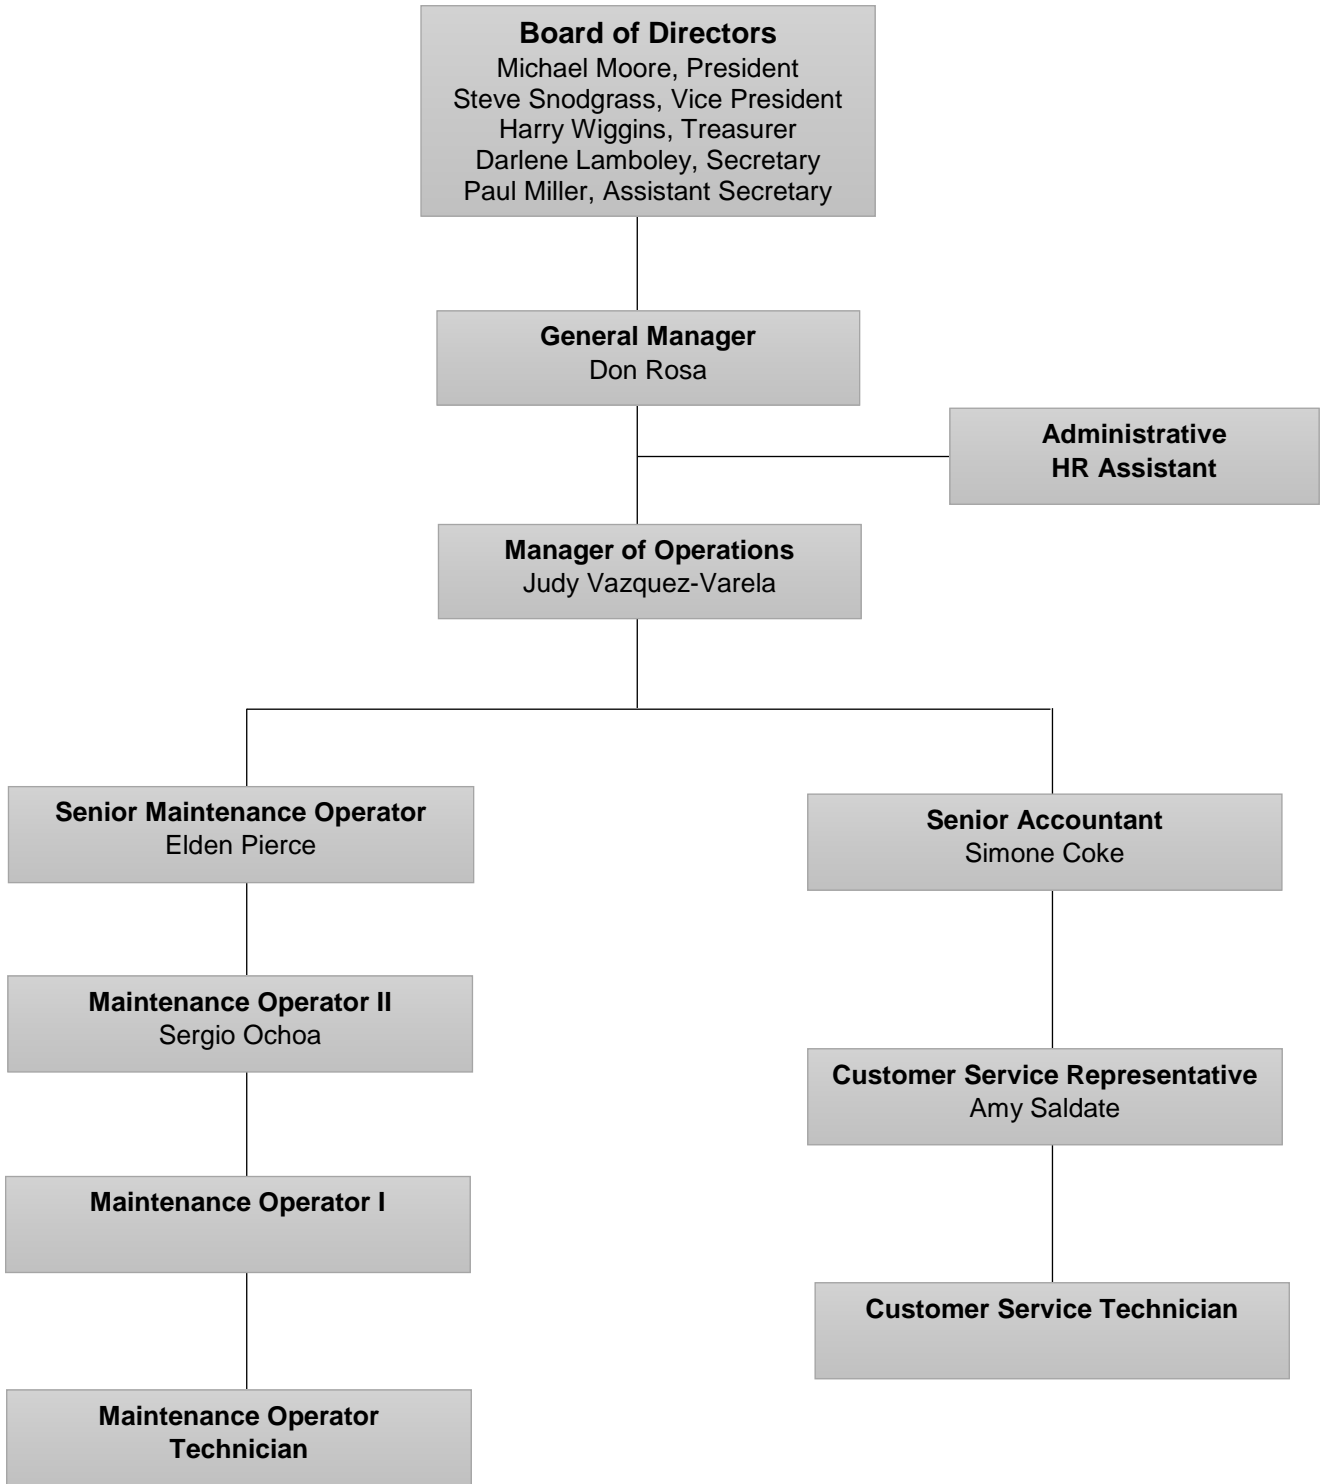 Board of Directors
Michael Moore, President
Steve Snodgrass, Vice President
Harry Wiggins, Treasurer
Darlene Lamboley, Secretary
Paul Miller, Assistant Secretary
General Manager
Don Rosa
Administrative
HR Assistant
Manager of Operations
Judy Vazquez-Varela
Senior Maintenance Operator
Elden Pierce
Senior Accountant
Simone Coke
Maintenance Operator II
Sergio Ochoa
Customer Service Representative
Amy Saldate
Maintenance Operator I
Customer Service Technician
Maintenance Operator
Technician